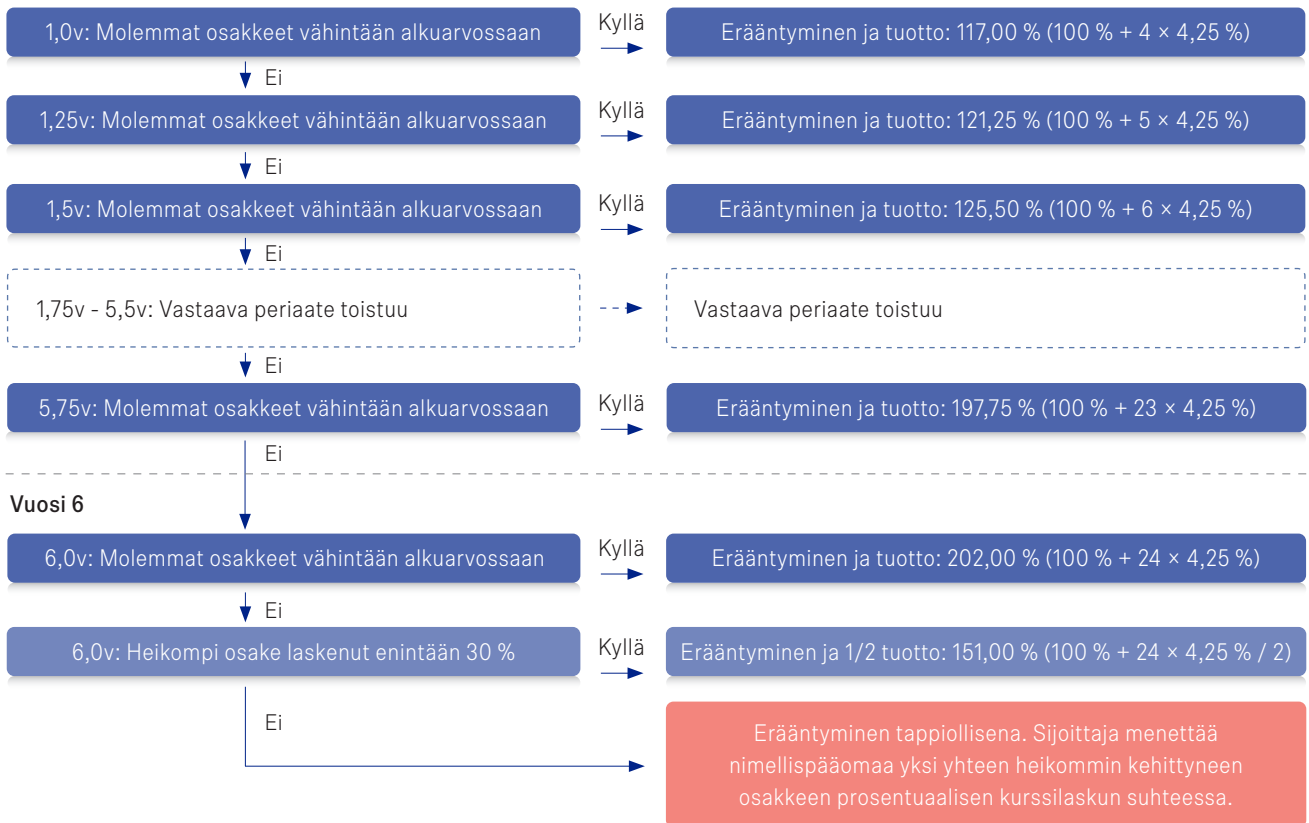 1,0v: Molemmat osakkeet vähintään alkuarvossaan
Kyllä
Erääntyminen ja tuotto: 117,00 % (100 % + 4 × 4,25 %)
Ei
1,25v: Molemmat osakkeet vähintään alkuarvossaan
Kyllä
Erääntyminen ja tuotto: 121,25 % (100 % + 5 × 4,25 %)
Ei
1,5v: Molemmat osakkeet vähintään alkuarvossaan
Kyllä
Erääntyminen ja tuotto: 125,50 % (100 % + 6 × 4,25 %)
Ei
1,75v - 5,5v: Vastaava periaate toistuu
Vastaava periaate toistuu
Ei
5,75v: Molemmat osakkeet vähintään alkuarvossaan
Kyllä
Erääntyminen ja tuotto: 197,75 % (100 % + 23 × 4,25 %)
Ei
Vuosi 6
6,0v: Molemmat osakkeet vähintään alkuarvossaan
Kyllä
Erääntyminen ja tuotto: 202,00 % (100 % + 24 × 4,25 %)
Ei
6,0v: Heikompi osake laskenut enintään 30 %
Kyllä
Erääntyminen ja 1/2 tuotto: 151,00 % (100 % + 24 × 4,25 % / 2)
Ei
Erääntyminen tappiollisena. Sijoittaja menettää
nimellispääomaa yksi yhteen heikommin kehittyneen
osakkeen prosentuaalisen kurssilaskun suhteessa.